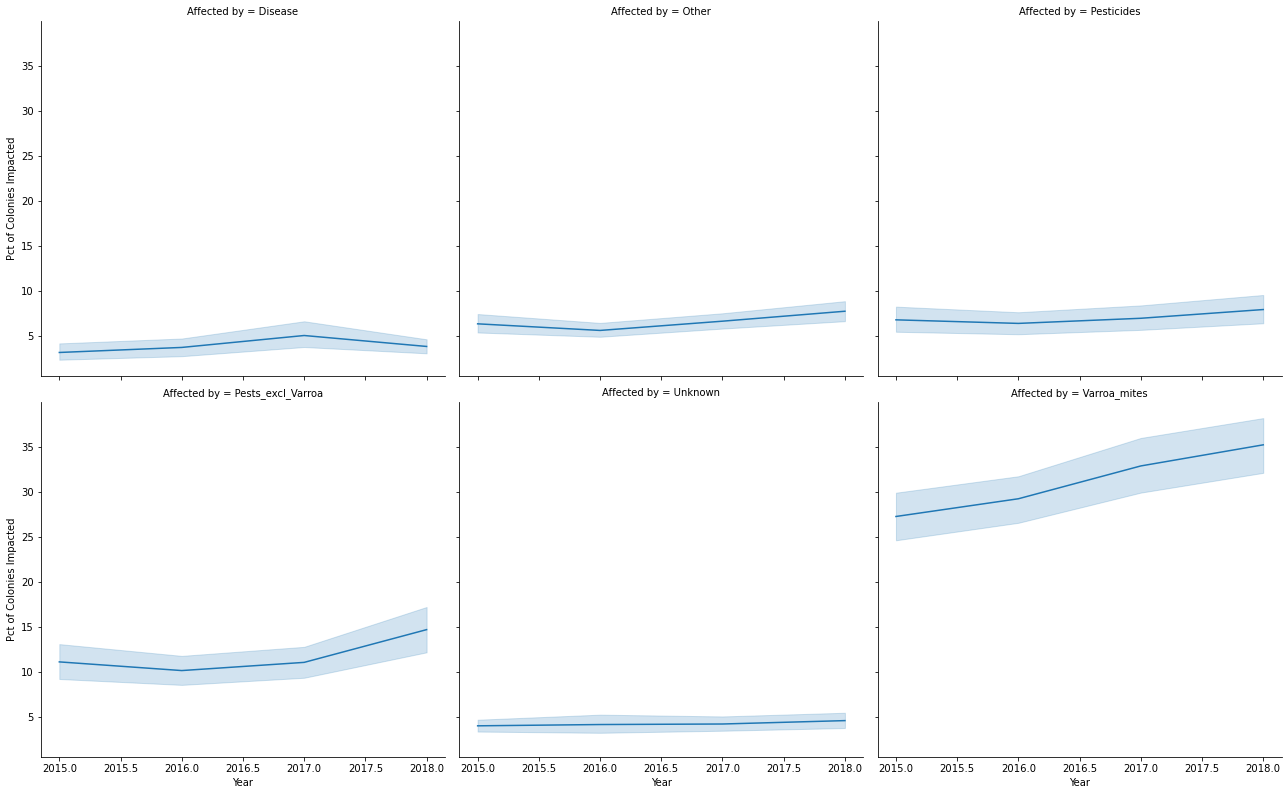 Affected by = Disease
Affected by = Other
Affected by = Pesticides
35
30
25
20
15
10
5
Pct of Colonies Impacted
Affected by = Pests_excl_Varroa
Affected by = Unknown
Affected by = Varroa_mites
35
30
25
20
15
10
5
Pct of Colonies Impacted
2015.0 2015.5 2016.0 2016.5 2017.0 2017.5 2018.0
Year
2015.0 2015.5 2016.0 2016.5 2017.0 2017.5 2018.0
Year
2015.0 2015.5 2016.0 2016.5 2017.0 2017.5 2018.0
Year